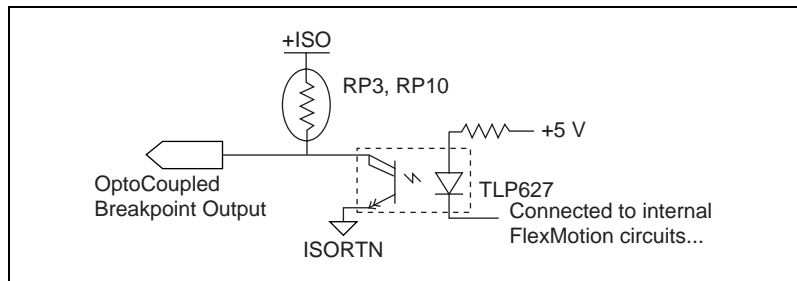 +ISO
RP3, RP10
+5 V
OptoCoupled
Breakpoint Output
TLP627
Connected to internal
FlexMotion circuits...
ISORTN